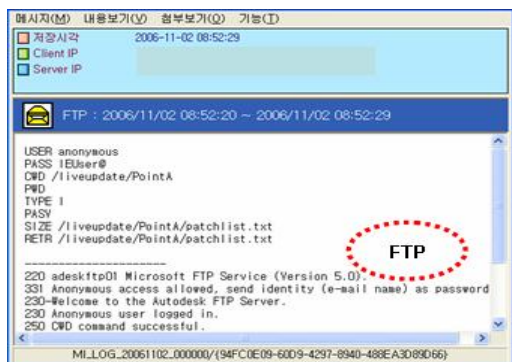 메시지(M) 내용보기(V) 첨부보기(O) 기능(T)
저장시각 2006-11-02 08:52:29
Client IP
Server IP
FTP : 2006/11/02 08:52:20 ~ 2006/11/02 08:52:29
USER anonymous
PASS IEUser@
CWD /liveupdate/PointA
PWD
TYPE I
PASV
SIZE /liveupdate/PointA/patchlist.txt
RETR /liveupdate/PointA/patchlist.txt
FTP
---------------------
220 adeskftp01 Microsoft FTP Service (Version 5.0).
331 Anonymous access allowed, send identity (e-mail name) as password
230-Welcome to the Autodesk FTP Server.
230 Anonymous user logged in.
250 CWD command successful.
MI_LOG_20061102_000000/{94FC0E09-60D9-4297-8940-488EA3D89D66}